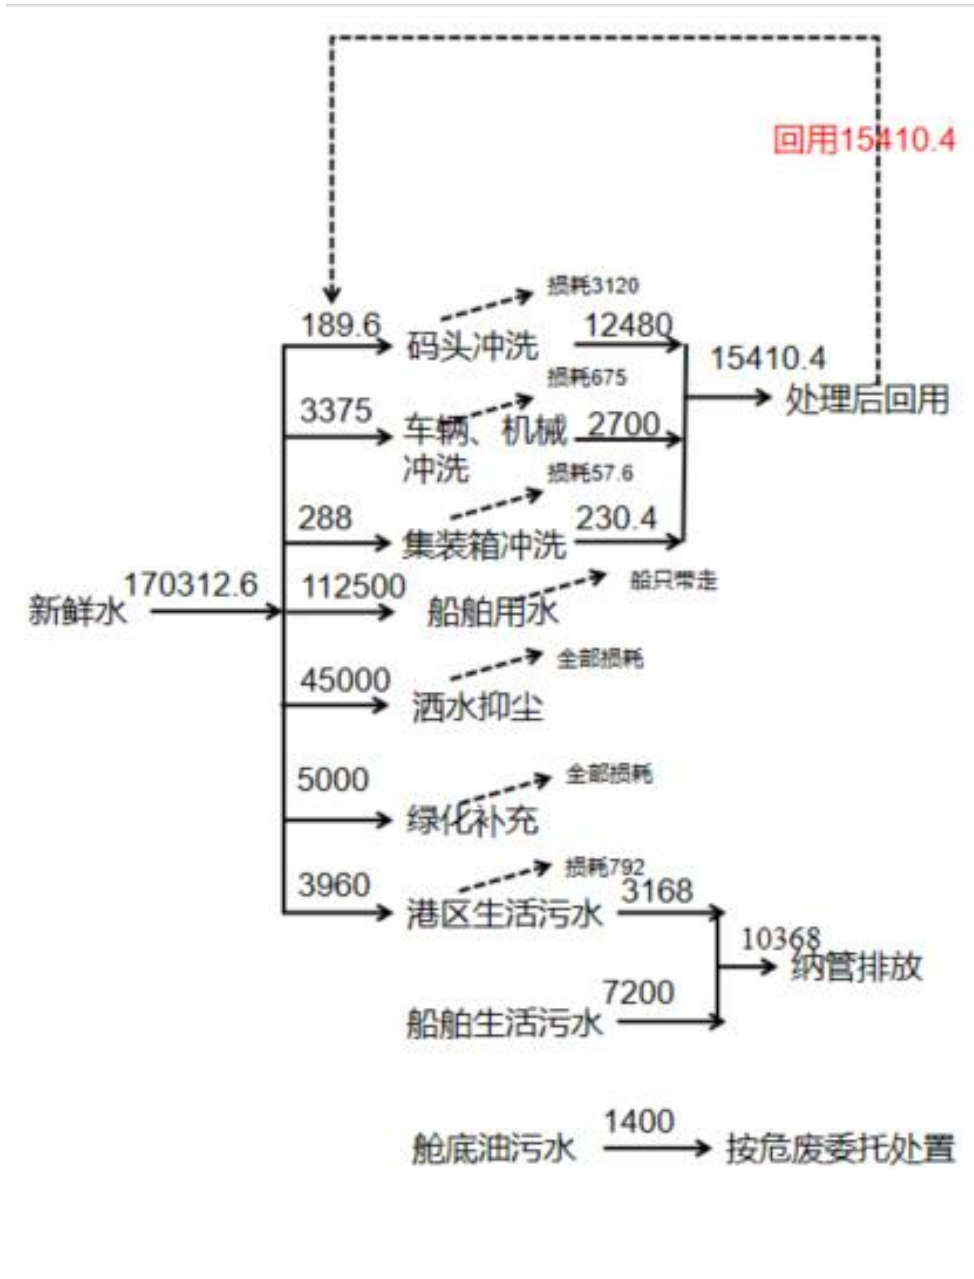 回用15410.4
损耗3120
189.6
码头冲洗
12480
15410.4
处理后回用
损耗675
3375
车辆、机械
冲洗
2700
损耗57.6
288
集装箱冲洗
230.4
新鲜水
170312.6
112500
船舶用水
船只带走
45000
洒水抑尘
全部损耗
5000
绿化补充
全部损耗
3960
港区生活污水
损耗792
3168
10368
纳管排放
船舶生活污水
7200
舱底油污水
1400
按危废委托处置